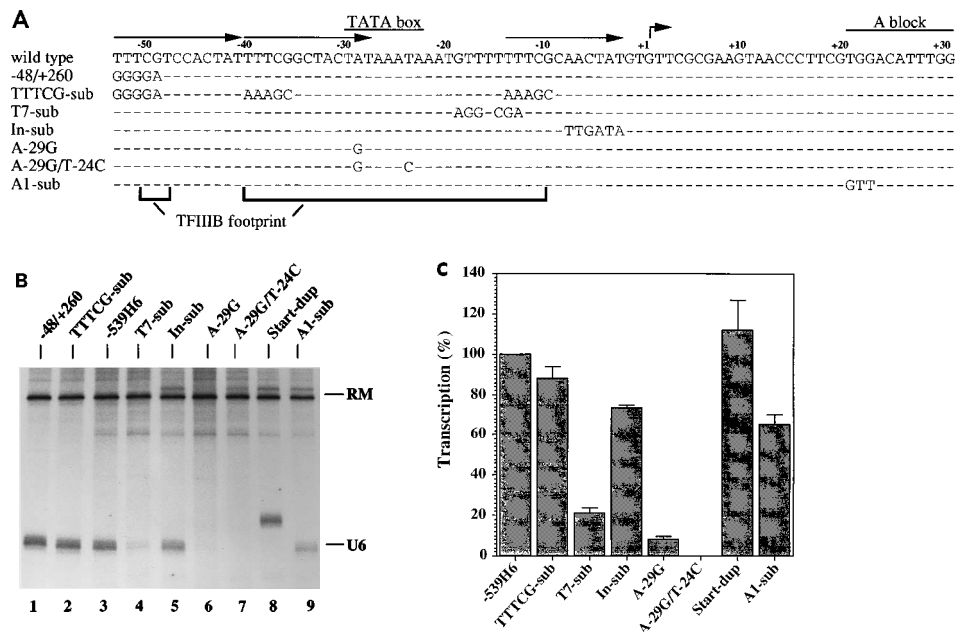 A
TATA box
A block
-50 -40 -30 -20 -10 +1 +10 +20 +30
wild type TTTCGTCCACTATTTTCGGCTACTATAAATAAATGTTTTTTTCGCAACTATGTGTTCGCGAAGTAACCCTTCGTGGACATTTGG
-48/+260 GGGGA-------------------------------------------------------------------------------
TTTCG-sub GGGGA--------AAAGC---------------------AAAGC----------------------------------------
T7-sub ----------------------------------AGG-CGA-------------------------------------------
In-sub ---------------------------------------------TTGATA---------------------------------
A-29G ------------------------G-----------------------------------------------------------
A-29G/T-24C ------------------------G----C------------------------------------------------------
A1-sub -------------------------------------------------------------------------GTT--------
TFIIIB footprint
B
-48/+260
TTTCG-sub
-539H6
T7-sub
In-sub
A-29G
A-29G/T-24C
Start-dup
A1-sub
RM
U6
1 2 3 4 5 6 7 8 9
C
Transcription (%)
140
120
100
80
60
40
20
0
-539H6
TTTCG-sub
T7-sub
In-sub
A-29G
A-29G/T-24C
Start-dup
A1-sub